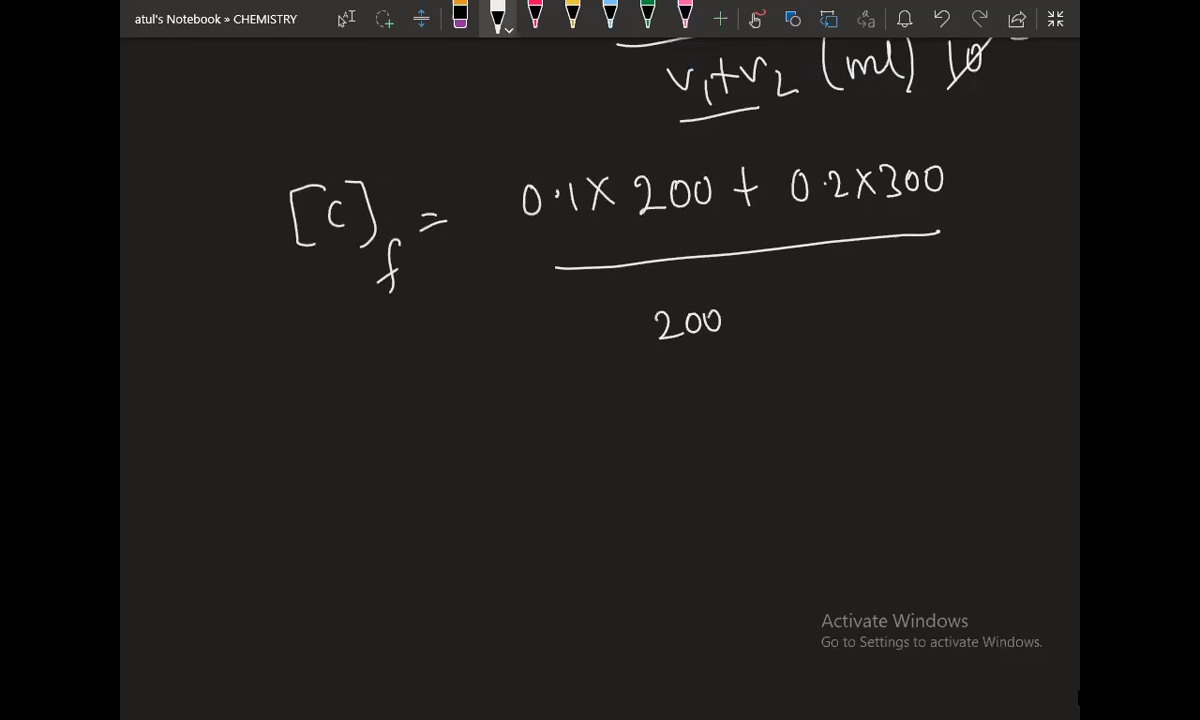 atul's Notebook » CHEMISTRY
v₁+v₂ (ml) 10
[C]f = 0.1 X 200 + 0.2 X 300
200
Activate Windows
Go to Settings to activate Windows.